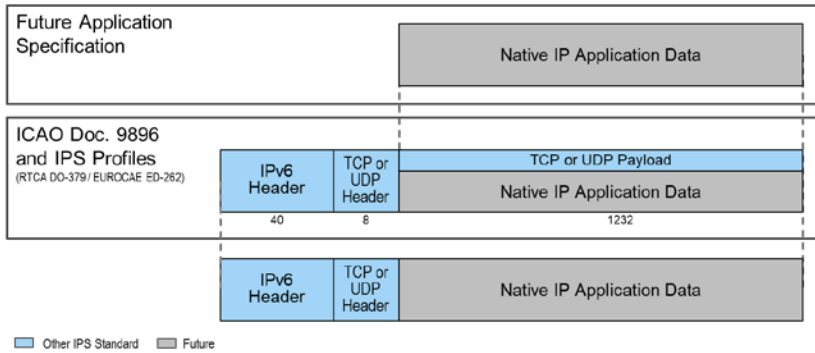 Future Application
Specification
Native IP Application Data
ICAO Doc. 9896
and IPS Profiles
(RTCA DO-379/ EUROCAE ED-262)
IPv6
Header
TCP or
UDP
Header
TCP or UDP Payload
Native IP Application Data
40
8
1232
IPv6
Header
TCP or
UDP
Header
Native IP Application Data
Other IPS Standard
Future